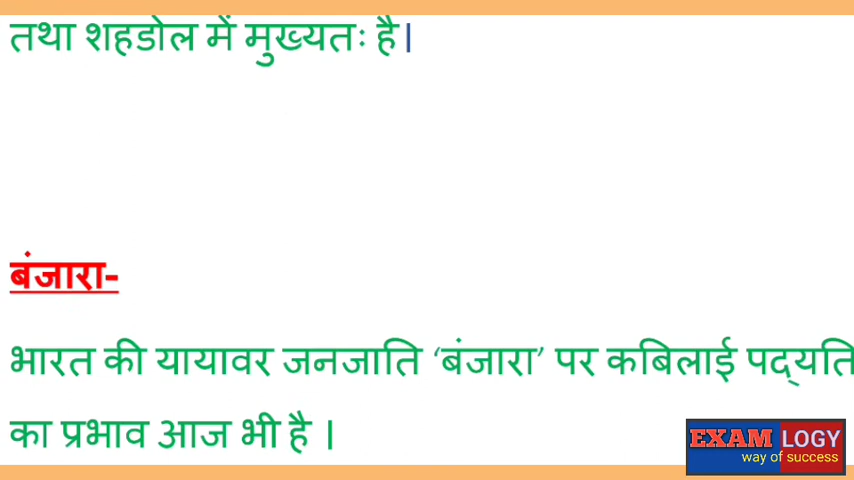 तथा शहडोल में मुख्यतः है|
बंजारा-
भारत की यायावर जनजाति ‘बंजारा’ पर कबिलाई पद्यति
का प्रभाव आज भी है ।
EXAM LOGY
way of success